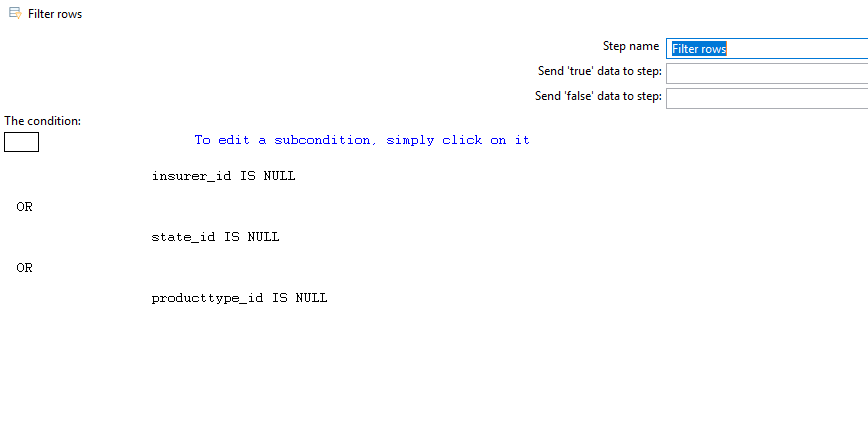 Filter rows
Step name Filter rows
Send 'true' data to step:
Send 'false' data to step:
The condition:
To edit a subcondition, simply click on it
insurer_id IS NULL
OR
state_id IS NULL
OR
producttype_id IS NULL